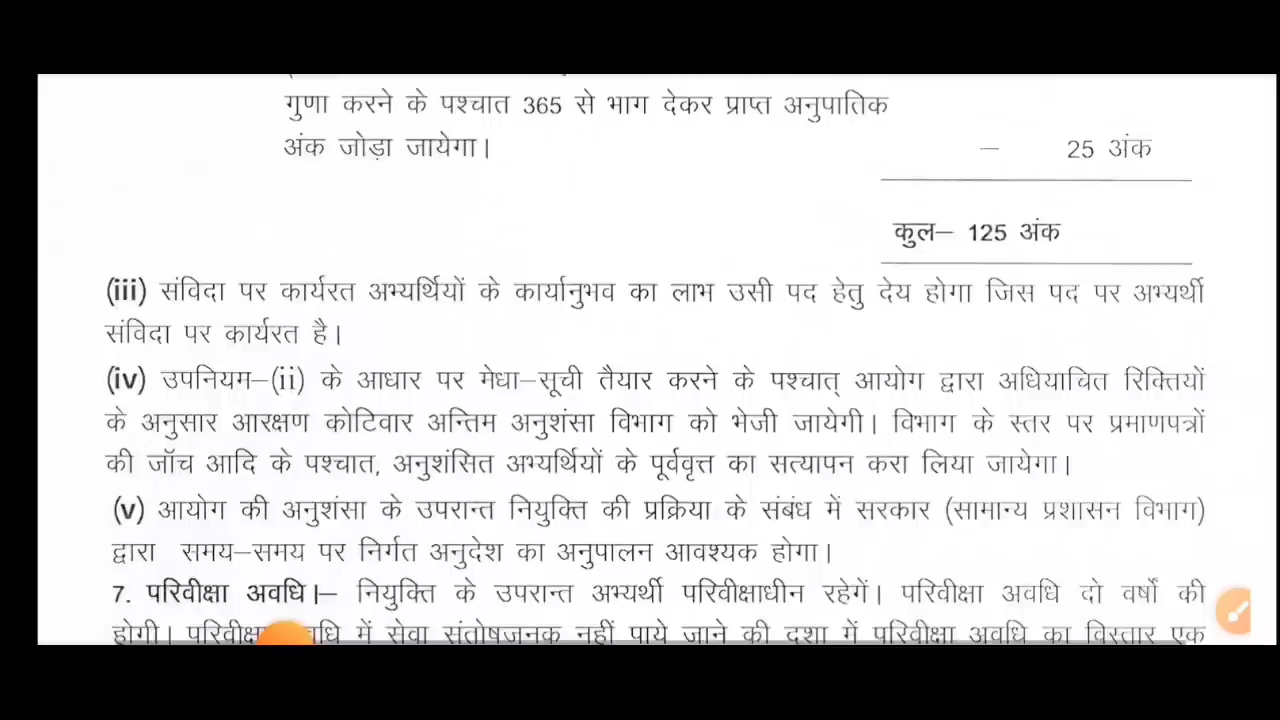 गुणा करने के पश्चात 365 से भाग देकर प्राप्त अनुपातिक
अंक जोड़ा जायेगा। – 25 अंक
कुल– 125 अंक
(iii) संविदा पर कार्यरत अभ्यर्थियों के कार्यानुभव का लाभ उसी पद हेतु देय होगा जिस पद पर अभ्यर्थी
संविदा पर कार्यरत है।
(iv) उपनियम–(ii) के आधार पर मेधा–सूची तैयार करने के पश्चात् आयोग द्वारा अधियाचित रिक्तियों
के अनुसार आरक्षण कोटिवार अन्तिम अनुशंसा विभाग को भेजी जायेगी। विभाग के स्तर पर प्रमाणपत्रों
की जॉच आदि के पश्चात, अनुशंसित अभ्यर्थियों के पूर्ववृत्त का सत्यापन करा लिया जायेगा।
(v) आयोग की अनुशंसा के उपरान्त नियुक्ति की प्रक्रिया के संबंध में सरकार (सामान्य प्रशासन विभाग)
द्वारा समय–समय पर निर्गत अनुदेश का अनुपालन आवश्यक होगा।
7. परिवीक्षा अवधि।– नियुक्ति के उपरान्त अभ्यर्थी परिवीक्षाधीन रहेगें। परिवीक्षा अवधि दो वर्षों की
होगी। में सेवा संतोषजनक नहीं पाये जाने की दशा में परिवीक्षा अवधि का विस्तार एक